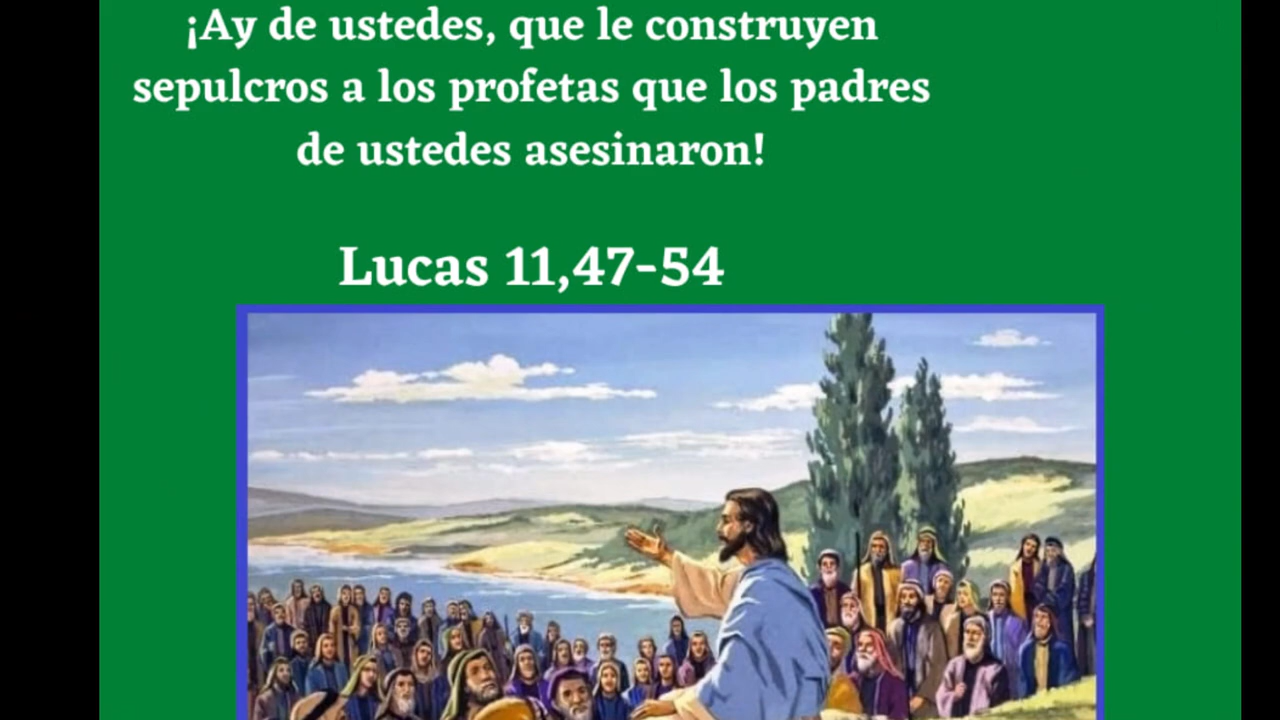 ¡Ay de ustedes, que le construyen
sepulcros a los profetas que los padres
de ustedes asesinaron!
Lucas 11,47-54